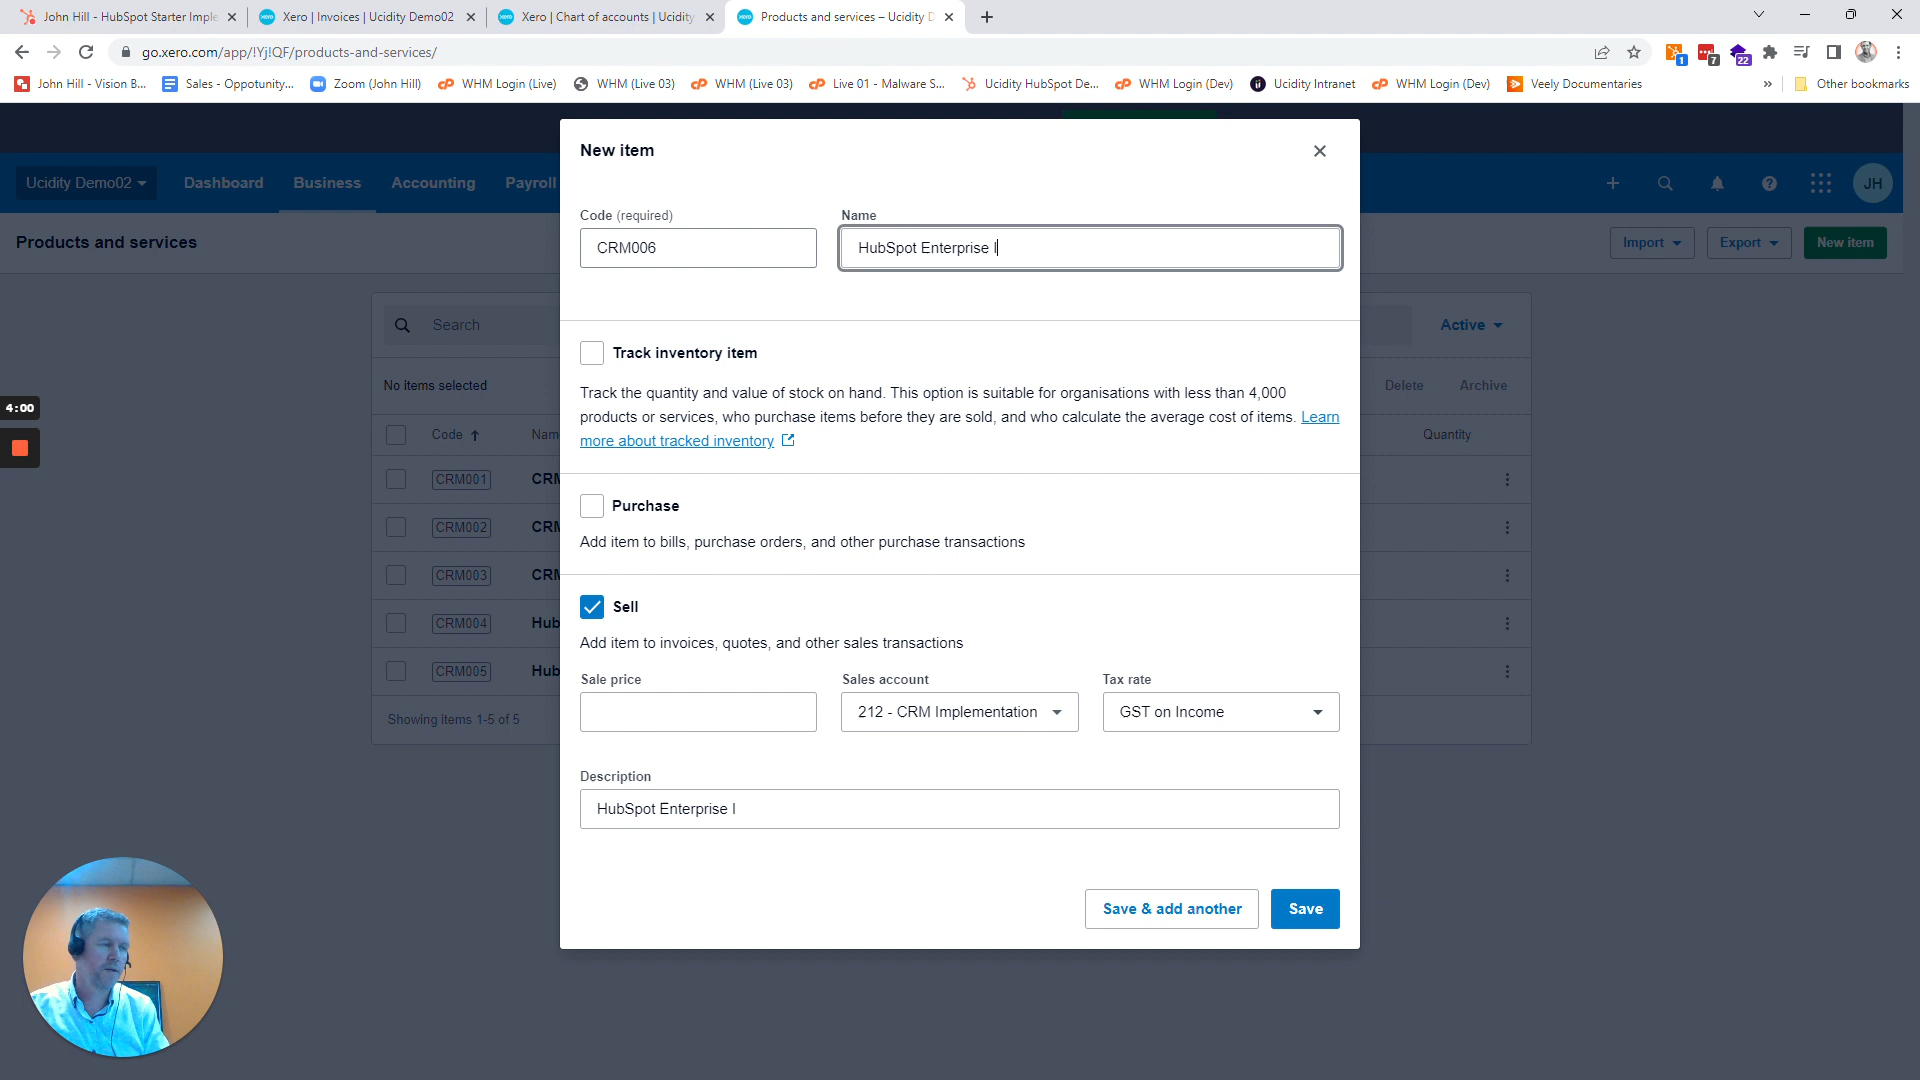 John Hill - HubSpot Starter Imple
Xero | Invoices | Ucidity Demo02
Xero | Chart of accounts | Ucidity
Products and services – Ucidity D
go.xero.com/app/!Yj!QF/products-and-services/
1
7
22
John Hill - Vision B...
Sales - Oppotunity...
Zoom (John Hill)
WHM Login (Live)
WHM (Live 03)
WHM (Live 03)
Live 01 - Malware S...
Ucidity HubSpot De...
WHM Login (Dev)
Ucidity Intranet
WHM Login (Dev)
Veely Documentaries
»
Other bookmarks
New item
Ucidity Demo02
Dashboard
Business
Accounting
Payroll
JH
Products and services
Import
Export
New item
Code (required)
Name
CRM006
HubSpot Enterprise I
Search
Active
Track inventory item
No items selected
Delete
Archive
Track the quantity and value of stock on hand. This option is suitable for organisations with less than 4,000
products or services, who purchase items before they are sold, and who calculate the average cost of items. Learn
more about tracked inventory
4:00
Code
Nam
Quantity
CRM001
CRM
Purchase
CRM002
CRM
Add item to bills, purchase orders, and other purchase transactions
CRM003
CRM
Sell
CRM004
Hub
Add item to invoices, quotes, and other sales transactions
CRM005
Hub
Sale price
Sales account
Tax rate
212 - CRM Implementation
GST on Income
Showing items 1-5 of 5
Description
HubSpot Enterprise I
Save & add another
Save